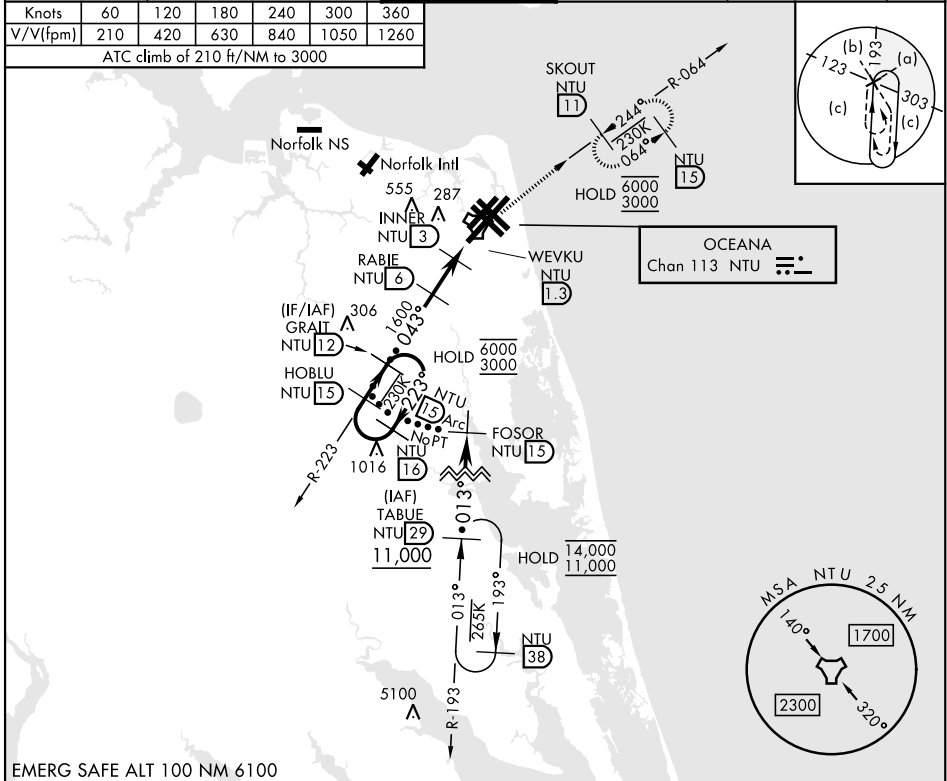 Knots 60 120 180 240 300 360
V/V(fpm) 210 420 630 840 1050 1260
ATC climb of 210 ft/NM to 3000
193
(b)
(a)
123
303
(c)
(c)
SKOUT
NTU
11
R-064
244°
230K
064°
NTU
15
HOLD 6000
3000
Norfolk NS
Norfolk Intl
555
287
INNER
NTU 3
RABIE
NTU 6
WEVKU
NTU
1.3
OCEANA
Chan 113 NTU
(IF/IAF)
GRAIT
NTU 12
306
1600
043°
HOLD 6000
3000
HOBLU
NTU 15
230K
223°
NTU
15 Arc
NoPT
FOSOR
NTU 15
R-223
1016
NTU
16
(IAF)
TABUE
NTU 29
11,000
013°
HOLD 14,000
11,000
013°
265K
193°
NTU
38
R-193
5100
MSA NTU 25 NM
140°
1700
2300
320°
EMERG SAFE ALT 100 NM 6100